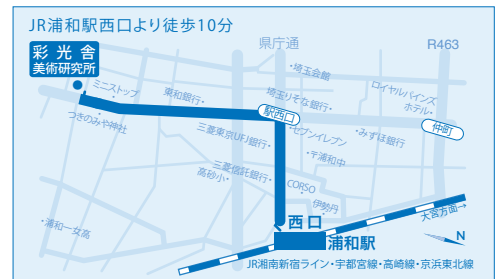 JR浦和駅西口より徒歩10分
県庁通
R463
彩光舎
美術研究所
ミニストップ
東和銀行
埼玉会館
埼玉りそな銀行
ロイヤルパインズ
ホテル
駅西口
仲町
つきのみや神社
三菱東京UFJ銀行
セブンイレブン
みずほ銀行
宇浦和中
三菱信託銀行
高砂小
CORSO
伊勢丹
浦和一女高
西口
浦和駅
大宮方面→
N
JR湘南新宿ライン・宇都宮線・高崎線・京浜東北線